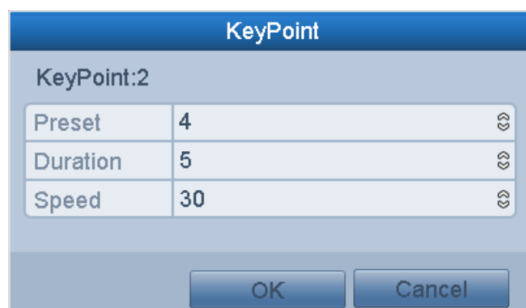 KeyPoint
KeyPoint:2
Preset 4
Duration 5
Speed 30
OK Cancel